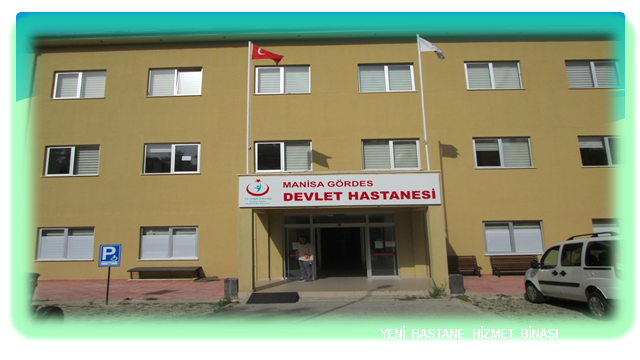 MANİSA GÖRDES
DEVLET HASTANESİ
P
YENİ HASTANE HİZMET BİNASI